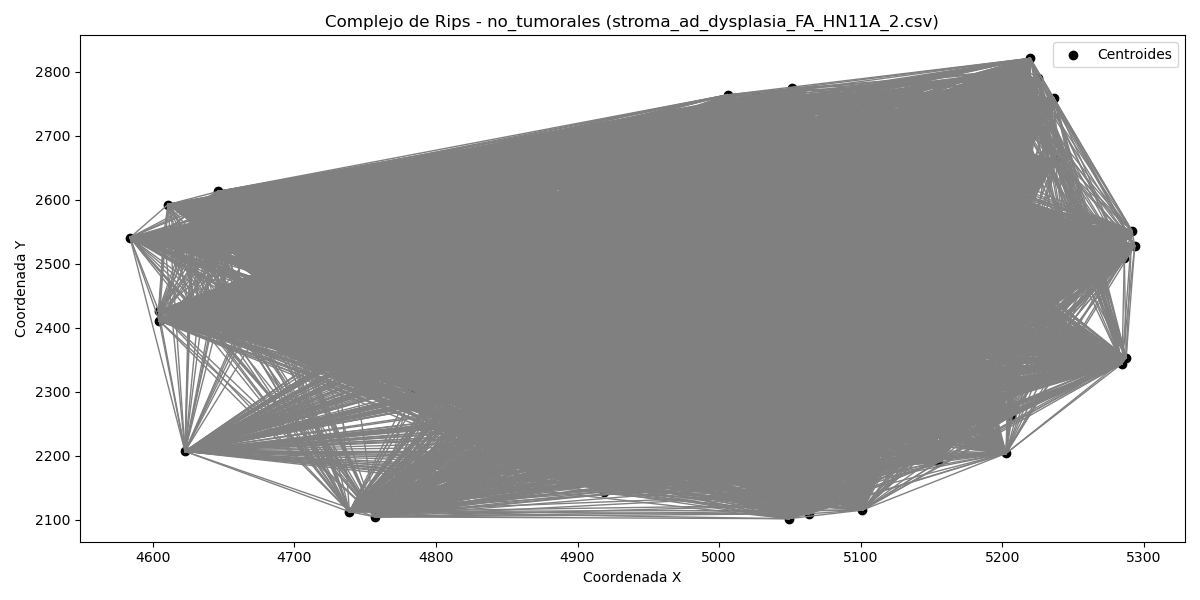 Complejo de Rips - no_tumorales (stroma_ad_dysplasia_FA_HN11A_2.csv)
Centroides
2800
2700
2600
2500
2400
2300
2200
2100
Coordenada Y
4600 4700 4800 4900 5000 5100 5200 5300
Coordenada X